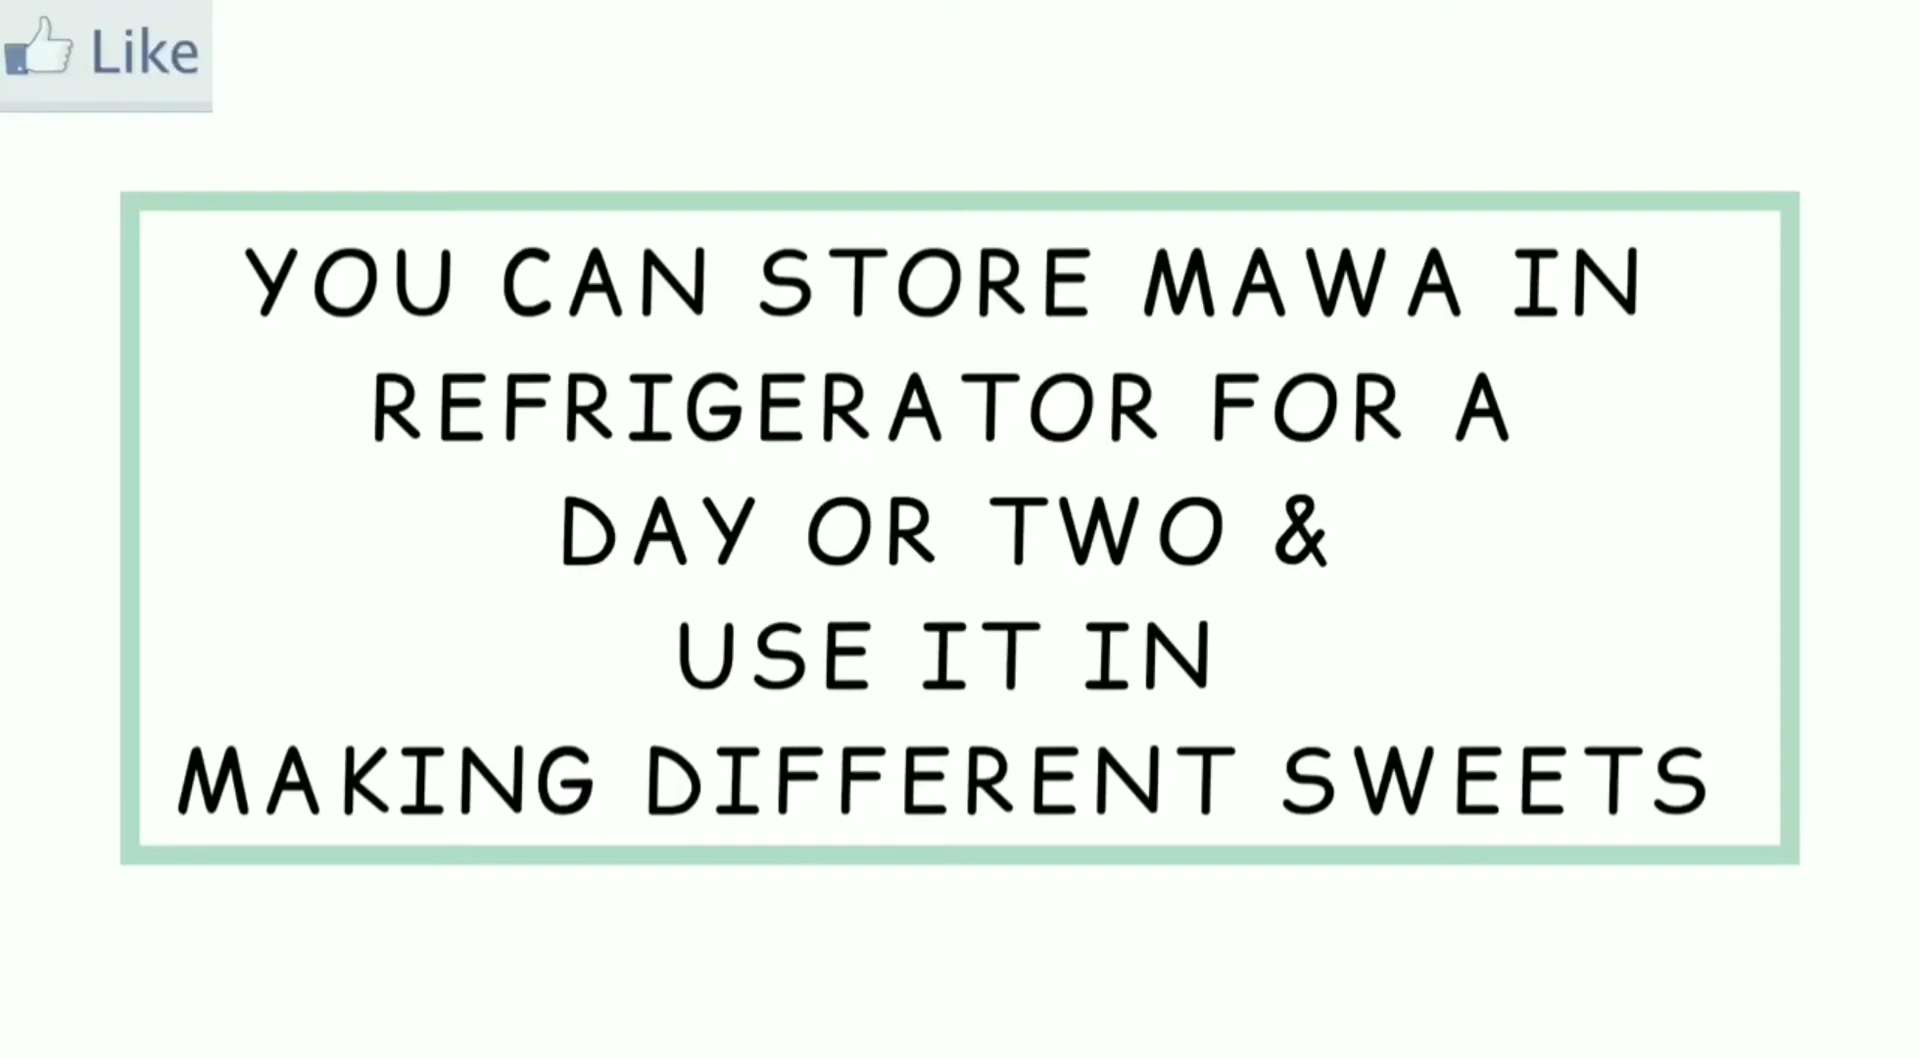 Like
YOU CAN STORE MAWA IN
REFRIGERATOR FOR A
DAY OR TWO &
USE IT IN
MAKING DIFFERENT SWEETS